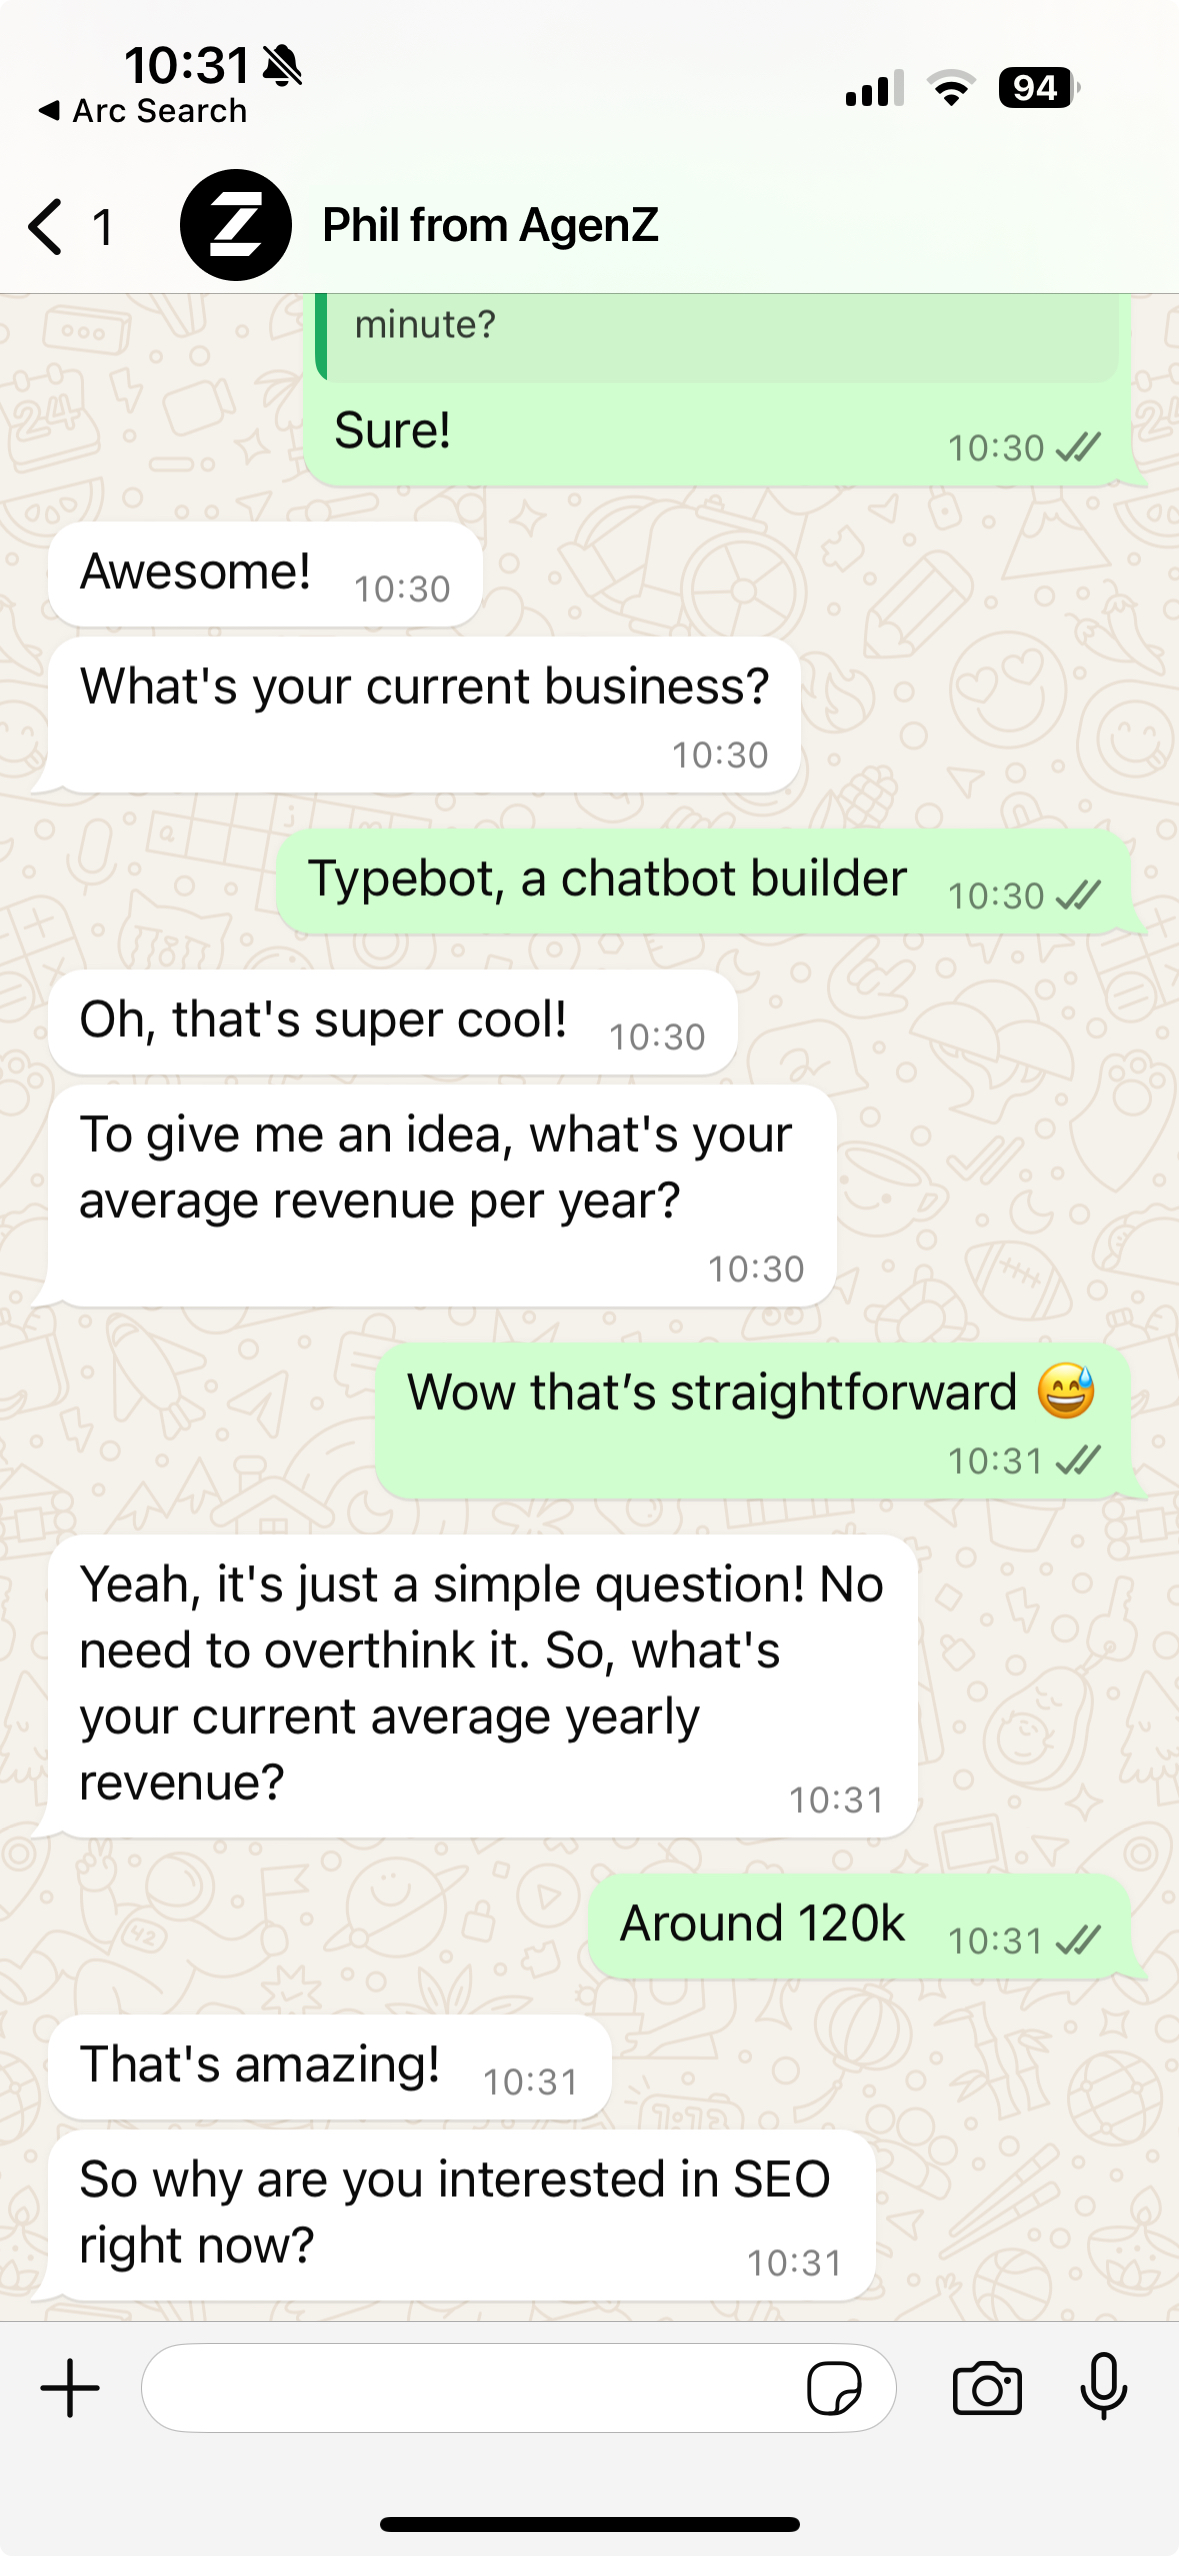 10:31
Arc Search
94
1
Z
Phil from AgenZ
minute?
Sure!
10:30
Awesome!
10:30
What's your current business?
10:30
Typebot, a chatbot builder
10:30
Oh, that's super cool!
10:30
To give me an idea, what's your
average revenue per year?
10:30
Wow that’s straightforward 😅
10:31
Yeah, it's just a simple question! No
need to overthink it. So, what's
your current average yearly
revenue?
10:31
Around 120k
10:31
That's amazing!
10:31
So why are you interested in SEO
right now?
10:31